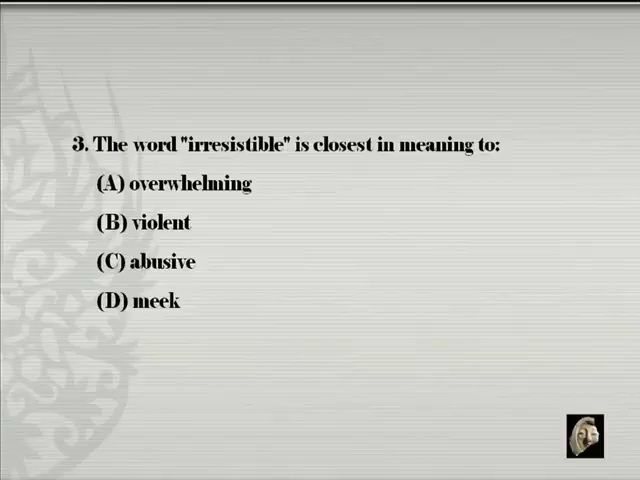 3. The word "irresistible" is closest in meaning to:
(A) overwhelming
(B) violent
(C) abusive
(D) meek